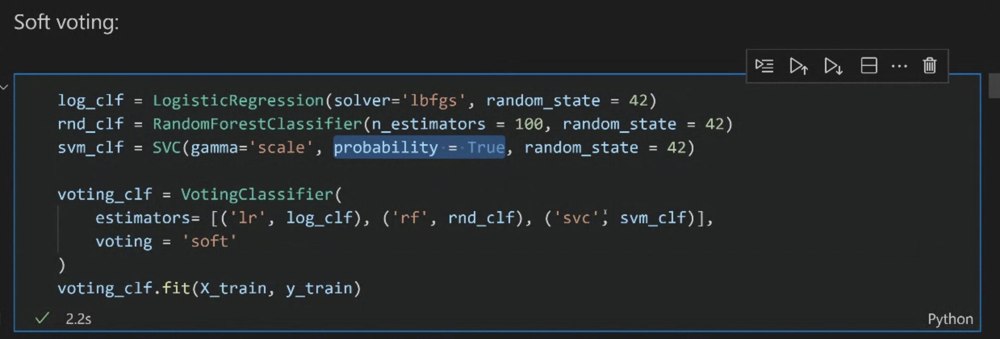 Soft voting:
log_clf = LogisticRegression(solver='lbfgs', random_state = 42)
rnd_clf = RandomForestClassifier(n_estimators = 100, random_state = 42)
svm_clf = SVC(gamma='scale', probability = True, random_state = 42)
voting_clf = VotingClassifier(
    estimators= [('lr', log_clf), ('rf', rnd_clf), ('svc', svm_clf)],
    voting = 'soft'
)
voting_clf.fit(X_train, y_train)
2.2s
Python